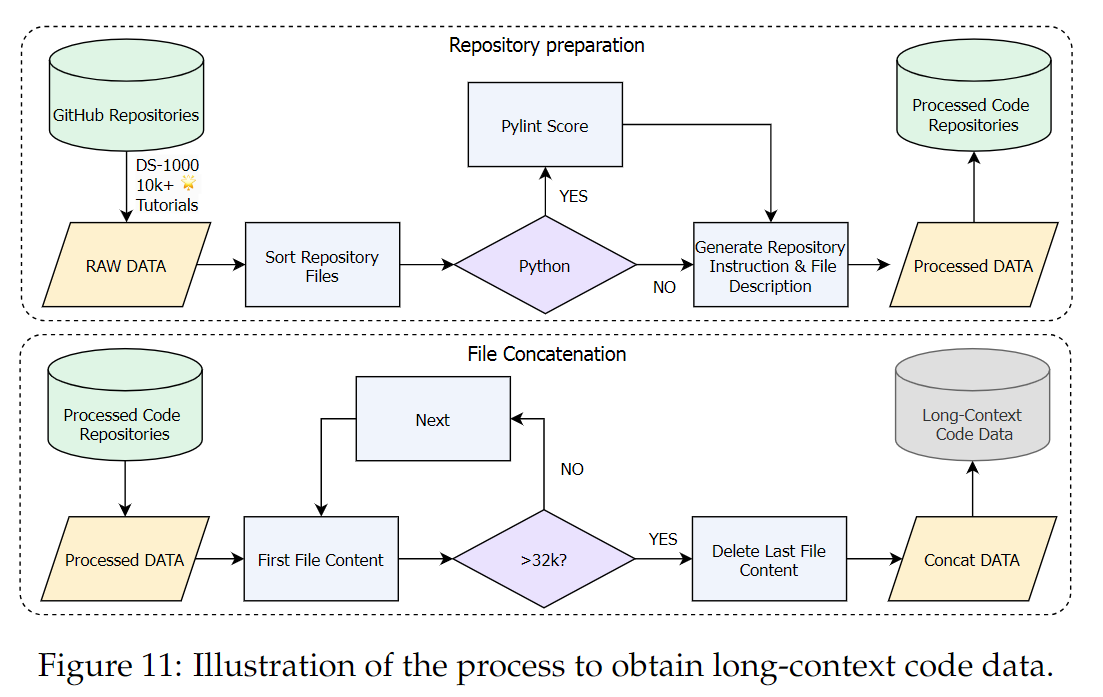 Repository preparation
GitHub Repositories
DS-1000
10k+ 🌟
Tutorials
RAW DATA
Sort Repository
Files
Python
YES
NO
Pylint Score
Generate Repository
Instruction & File
Description
Processed DATA
Processed Code
Repositories
File Concatenation
Processed Code
Repositories
Processed DATA
First File Content
Next
>32k?
NO
YES
Delete Last File
Content
Concat DATA
Long-Context
Code Data
Figure 11: Illustration of the process to obtain long-context code data.